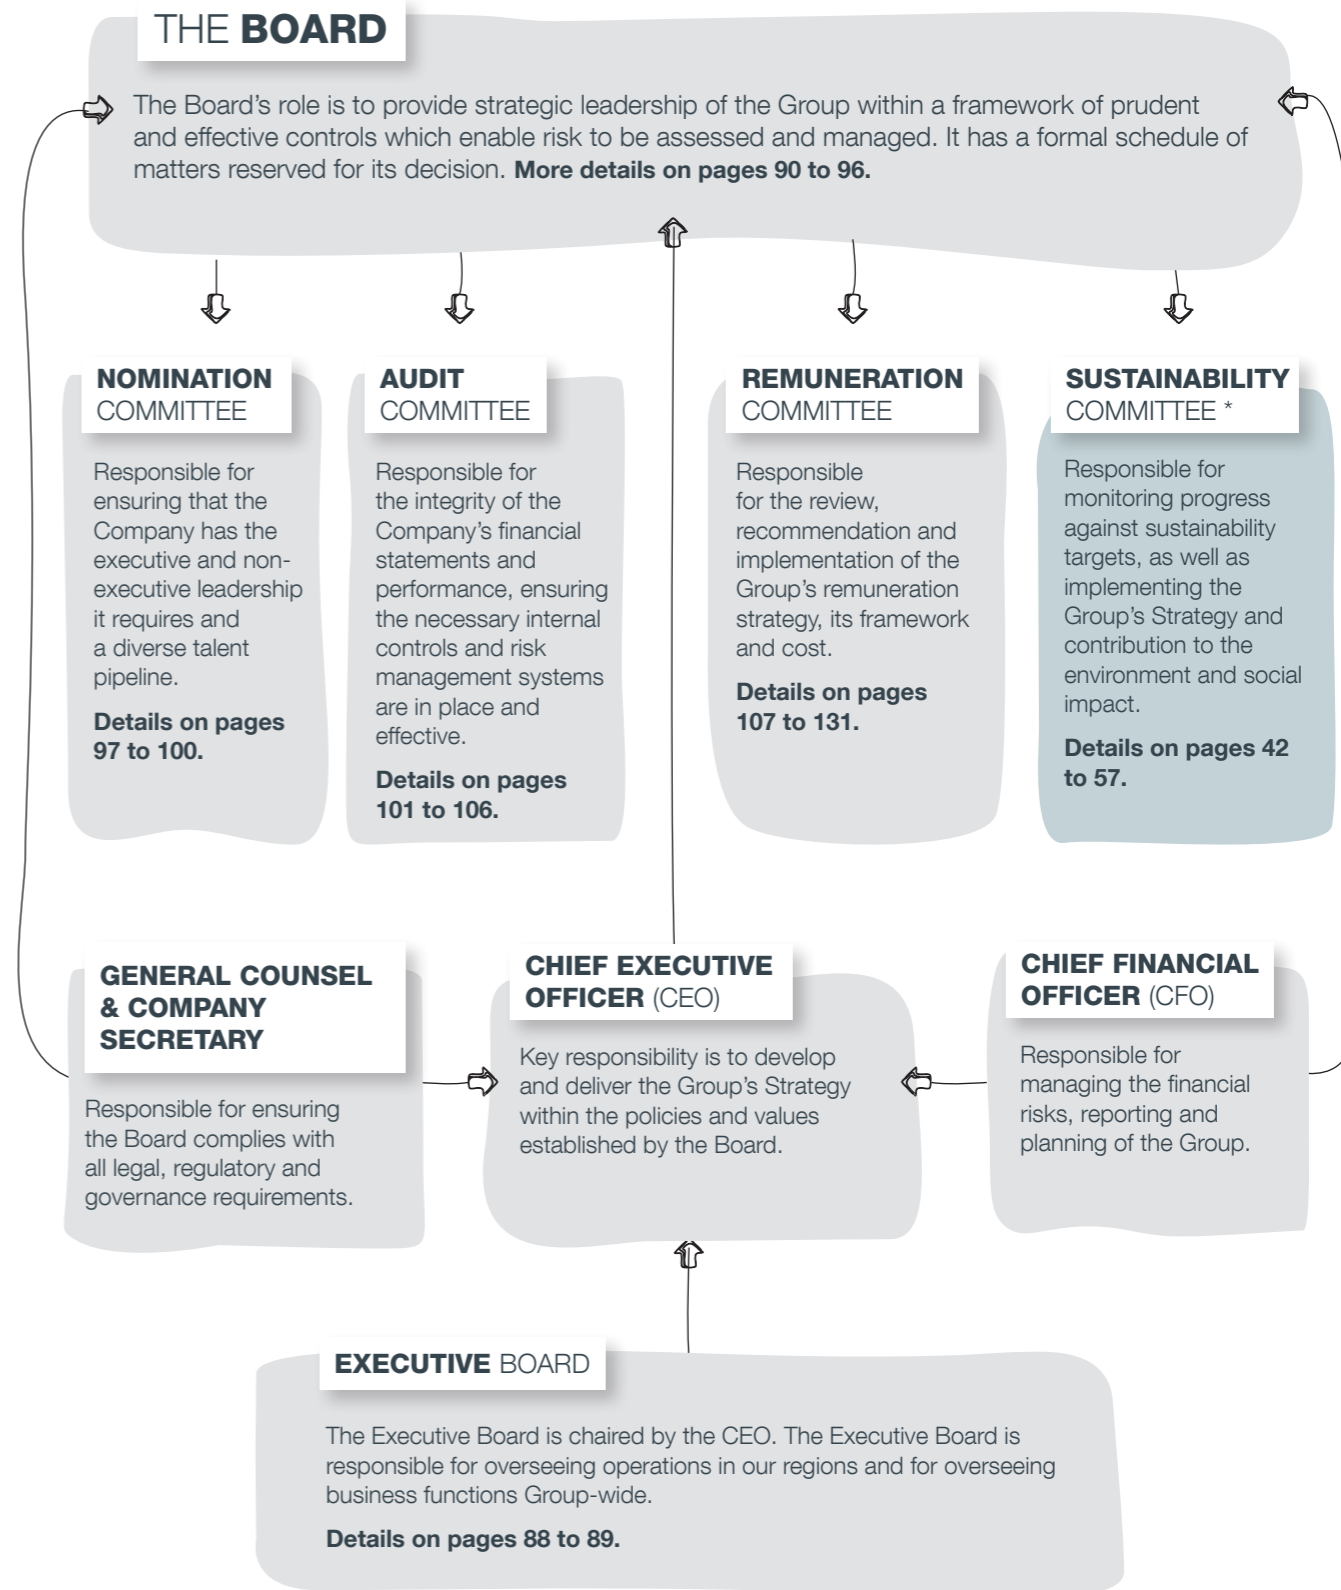 THE BOARD
The Board's role is to provide strategic leadership of the Group within a framework of prudent
and effective controls which enable risk to be assessed and managed. It has a formal schedule of
matters reserved for its decision. More details on pages 90 to 96.
NOMINATION
COMMITTEE
Responsible for
ensuring that the
Company has the
executive and non-
executive leadership
it requires and
a diverse talent
pipeline.
Details on pages
97 to 100.
AUDIT
COMMITTEE
Responsible for
the integrity of the
Company's financial
statements and
performance, ensuring
the necessary internal
controls and risk
management systems
are in place and
effective.
Details on pages
101 to 106.
REMUNERATION
COMMITTEE
Responsible
for the review,
recommendation and
implementation of the
Group's remuneration
strategy, its framework
and cost.
Details on pages
107 to 131.
SUSTAINABILITY
COMMITTEE *
Responsible for
monitoring progress
against sustainability
targets, as well as
implementing the
Group's Strategy and
contribution to the
environment and social
impact.
Details on pages 42
to 57.
GENERAL COUNSEL
& COMPANY
SECRETARY
Responsible for ensuring
the Board complies with
all legal, regulatory and
governance requirements.
CHIEF EXECUTIVE
OFFICER (CEO)
Key responsibility is to develop
and deliver the Group's Strategy
within the policies and values
established by the Board.
CHIEF FINANCIAL
OFFICER (CFO)
Responsible for
managing the financial
risks, reporting and
planning of the Group.
EXECUTIVE BOARD
The Executive Board is chaired by the CEO. The Executive Board is
responsible for overseeing operations in our regions and for overseeing
business functions Group-wide.
Details on pages 88 to 89.